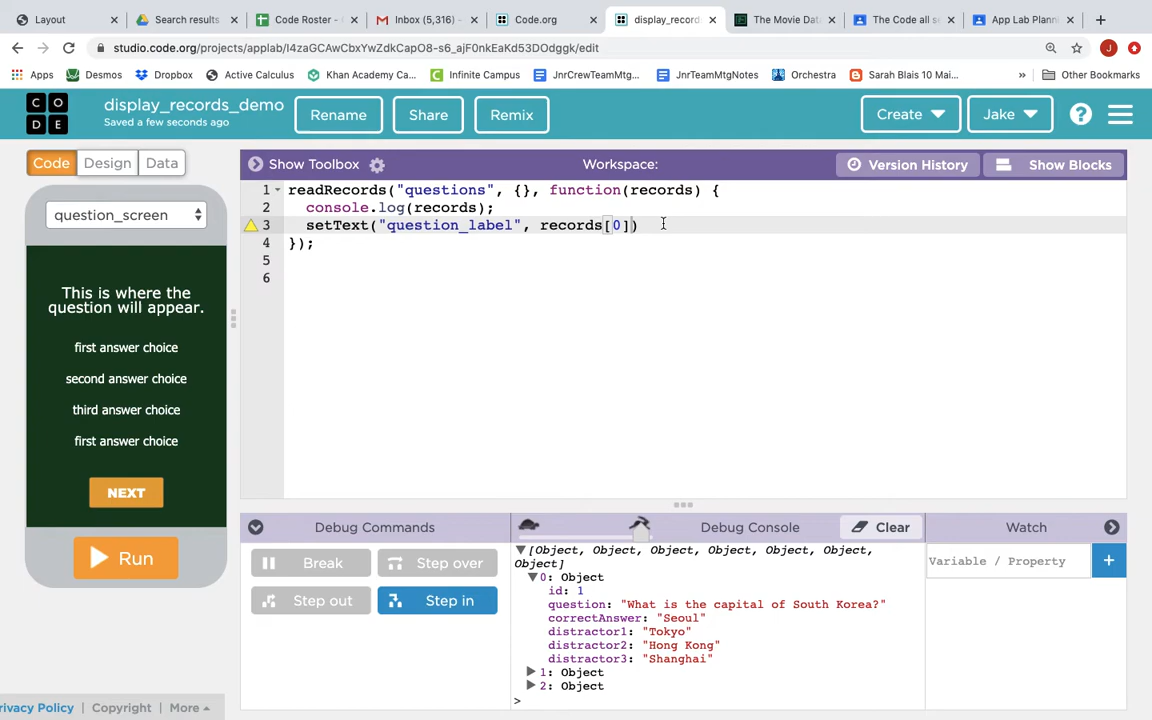 Layout
Search results
Code Roster - A
Inbox (5,316) -
Code.org
display_record
The Movie Dat
The Code all s
App Lab Planni
studio.code.org/projects/applab/I4zaGCAwCbxYwZdkCapO8-s6_ajF0nkEaKd53DOdggk/edit
J
Apps
Desmos
Dropbox
Active Calculus
Khan Academy Ca...
Infinite Campus
JnrCrewTeamMtg...
JnrTeamMtgNotes
Orchestra
Sarah Blais 10 Mai...
»
Other Bookmarks
CO
DE
display_records_demo
Saved a few seconds ago
Rename
Share
Remix
Create
Jake
?
Code
Design
Data
Show Toolbox
Workspace:
Version History
Show Blocks
question_screen
This is where the
question will appear.
first answer choice
second answer choice
third answer choice
first answer choice
NEXT
Run
1 readRecords("questions", {}, function(records) {
2 console.log(records);
3 setText("question_label", records[0])
4 });
5
6
Debug Commands
Debug Console
Clear
Watch
Break
Step over
Step out
Step in
[Object, Object, Object, Object, Object, Object,
Object]
0: Object
id: 1
question: "What is the capital of South Korea?"
correctAnswer: "Seoul"
distractor1: "Tokyo"
distractor2: "Hong Kong"
distractor3: "Shanghai"
1: Object
2: Object
>
Variable / Property
+
rivacy Policy
Copyright
More